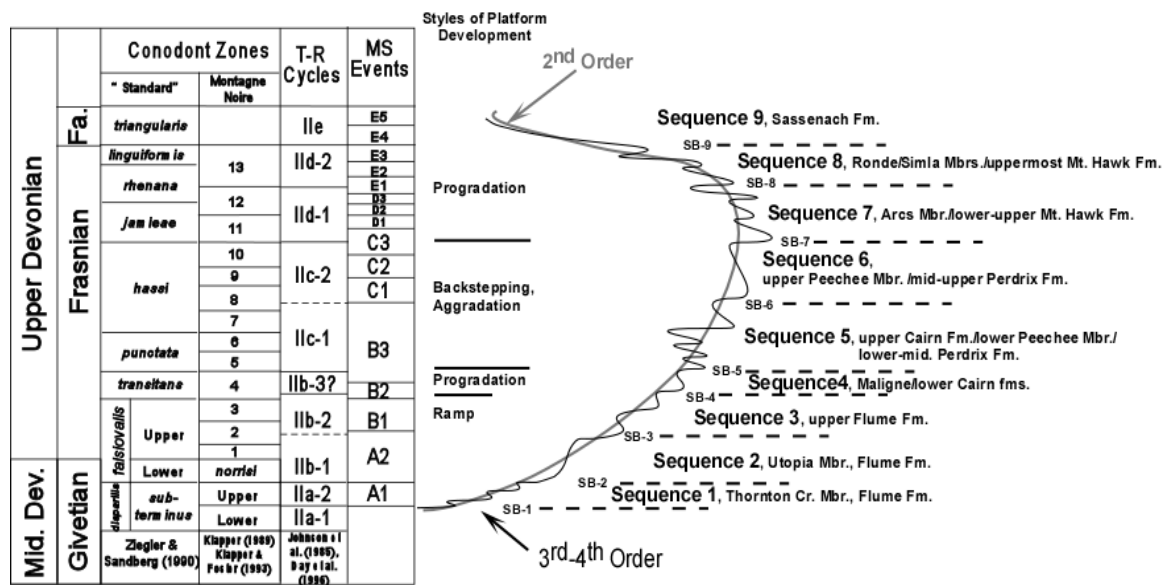 Styles of Platform
Development
Conodont Zones
T-R
Cycles
MS
Events
" Standard"
Montagne
Noire
2nd Order
Upper Devonian
Mid. Dev.
Fa.
Frasnian
Givetian
triangularis
linguiformis
rhenana
jamieae
hassi
punctata
transitans
falsiovalis
Upper
Lower
disparilis
sub-
terminus
13
12
11
10
9
8
7
6
5
4
3
2
1
norrisi
Upper
Lower
IIe
IId-2
IId-1
IIc-2
IIc-1
IIb-3?
IIb-2
IIb-1
IIa-2
IIa-1
E5
E4
E3
E2
E1
D3
D2
D1
C3
C2
C1
B3
B2
B1
A2
A1
Ziegler &
Sandberg (1990)
Klapper (1989)
Klapper &
Foster (1993)
Johnson et
al. (1985),
Day et al.
(1996)
Progradation
Backstepping,
Aggradation
Progradation
Ramp
Sequence 9, Sassenach Fm.
SB-9
Sequence 8, Ronde/Simla Mbrs./uppermost Mt. Hawk Fm.
SB-8
Sequence 7, Arcs Mbr./lower-upper Mt. Hawk Fm.
SB-7
Sequence 6,
upper Peechee Mbr. /mid-upper Perdrix Fm.
SB-6
Sequence 5, upper Cairn Fm./lower Peechee Mbr./
lower-mid. Perdrix Fm.
SB-5
Sequence4, Maligne/lower Cairn fms.
SB-4
Sequence 3, upper Flume Fm.
SB-3
Sequence 2, Utopia Mbr., Flume Fm.
SB-2
Sequence 1, Thornton Cr. Mbr., Flume Fm.
SB-1
3rd-4th Order